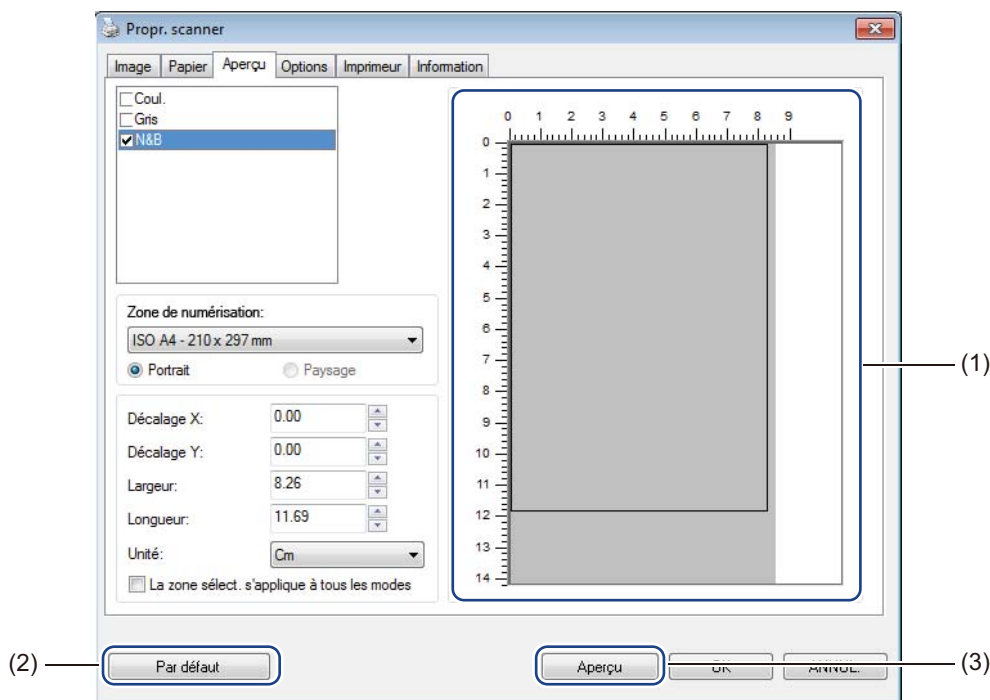 Propr. scanner
Image Papier Aperçu Options Imprimeur Information
Coul.
Gris
N&B
Zone de numérisation:
ISO A4 - 210 x 297 mm
Portrait Paysage
Décalage X: 0.00
Décalage Y: 0.00
Largeur: 8.26
Longueur: 11.69
Unité: Cm
La zone sélect. s'applique à tous les modes
0 1 2 3 4 5 6 7 8 9
0
1
2
3
4
5
6
7
8
9
10
11
12
13
14
(1)
(2) Par défaut Aperçu OK ANNUL. (3)